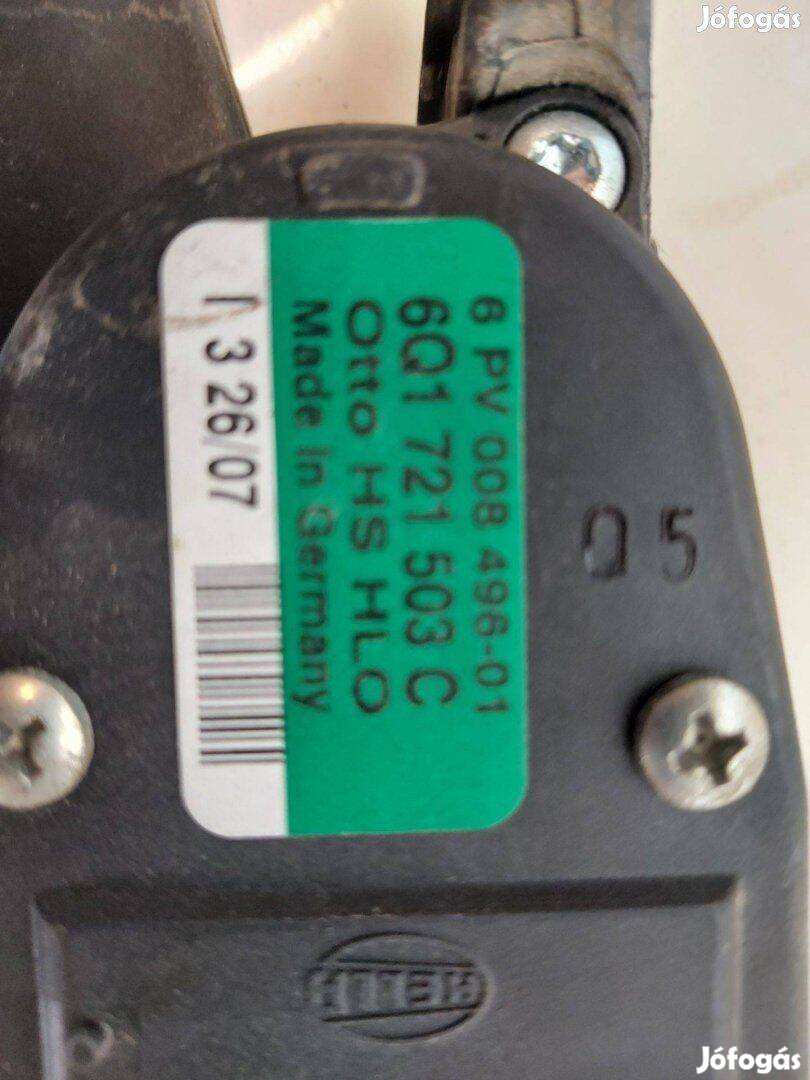 Jófogás
6 PV 008 496-01
6Q1 721 503 C
Otto HS HLO
Made in Germany
3 26/07
05
HELLA
Jófogás